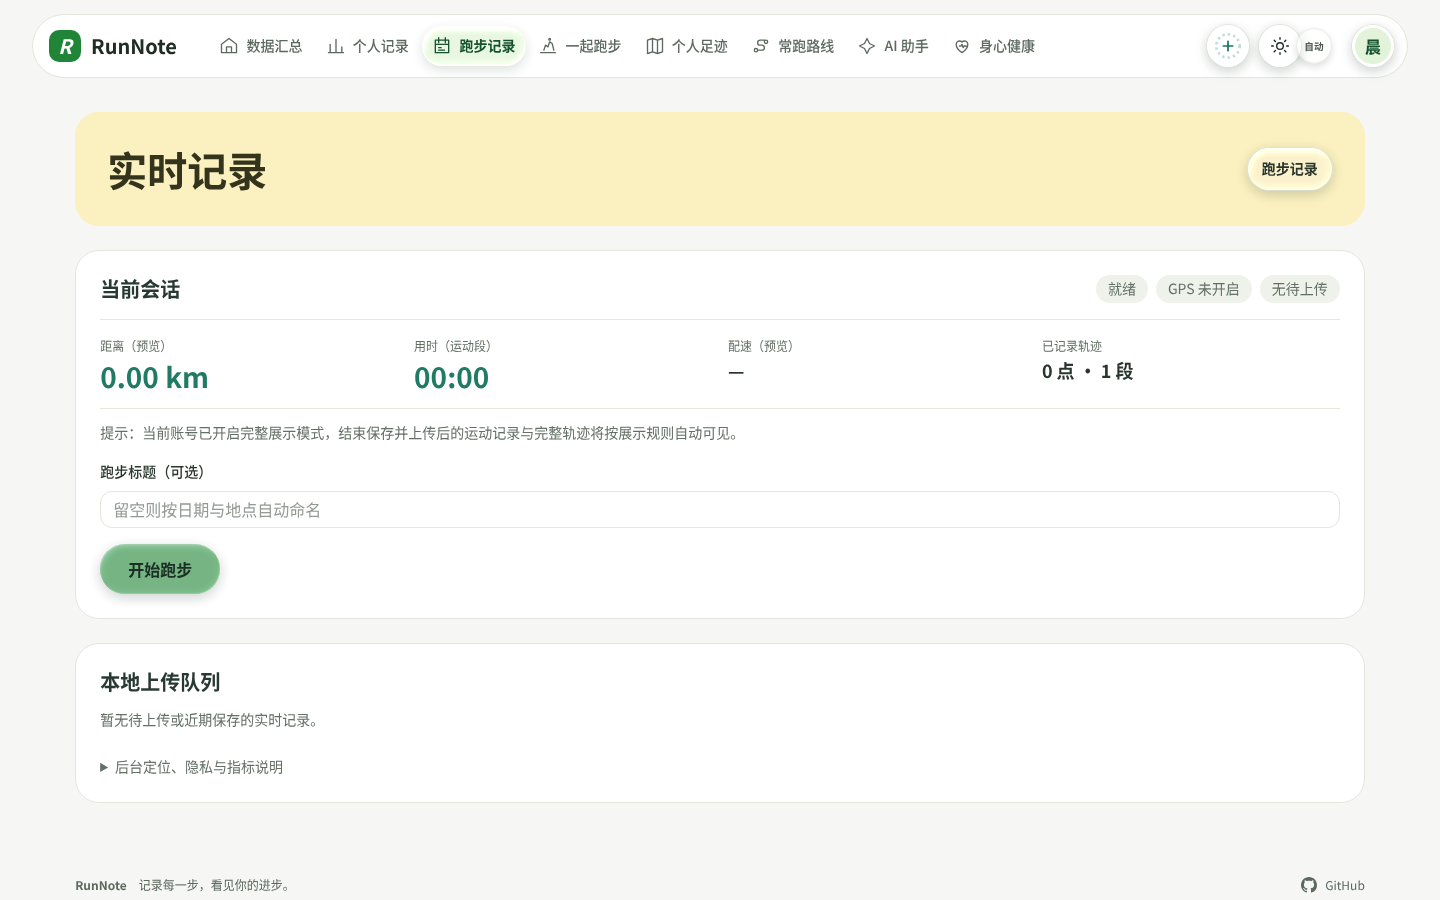 R RunNote 数据汇总 个人记录 跑步记录 一起跑步 个人足迹 常跑路线 AI 助手 身心健康 自动 晨
实时记录 跑步记录
当前会话 就绪 GPS 未开启 无待上传
距离（预览） 用时（运动段） 配速（预览） 已记录轨迹
0.00 km 00:00 — 0 点 · 1 段
提示：当前账号已开启完整展示模式，结束保存并上传后的运动记录与完整轨迹将按展示规则自动可见。
跑步标题（可选）
留空则按日期与地点自动命名
开始跑步
本地上传队列
暂无待上传或近期保存的实时记录。
后台定位、隐私与指标说明
RunNote 记录每一步，看见你的进步。 GitHub